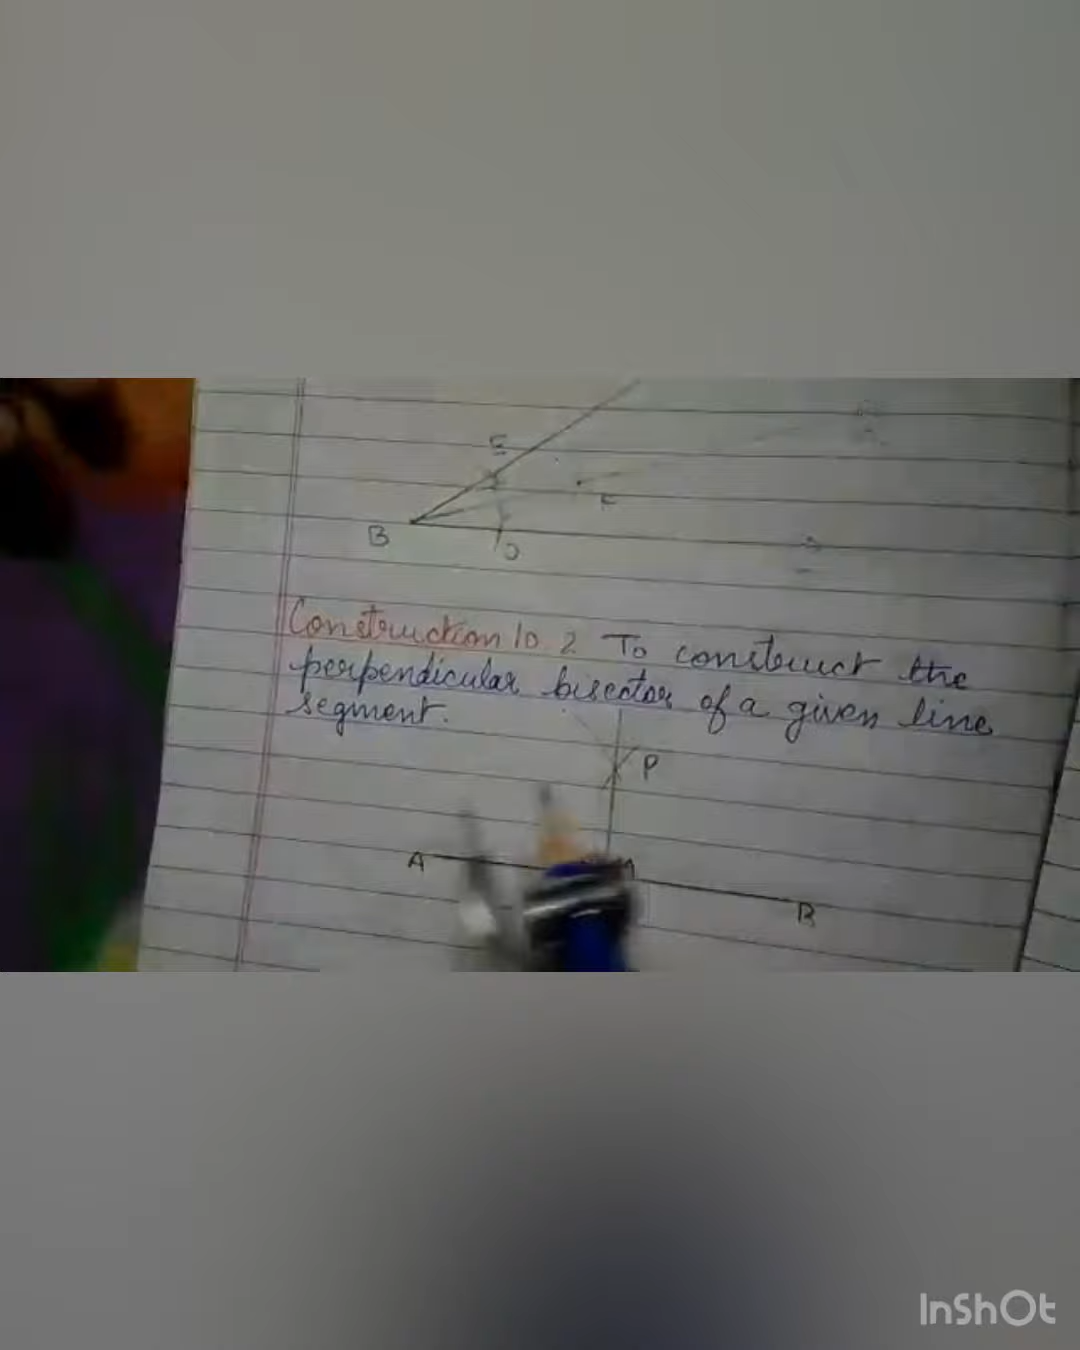 E
F
B
D
Construction 10.2 To construct the
perpendicular bisector of a given line
segment.
P
A
M
B
InShOt